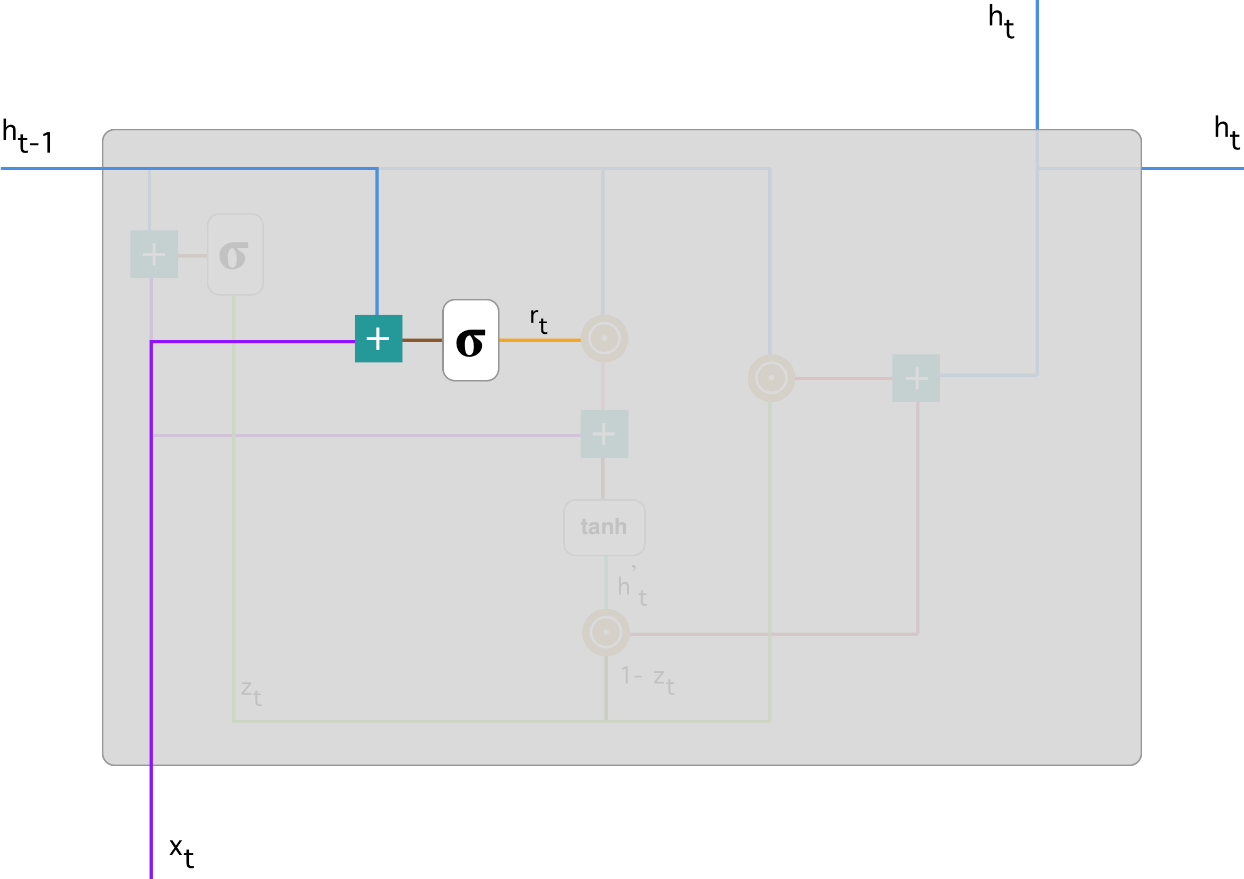 h_t
h_t-1
h_t
+
σ
+
σ
r_t
+
+
tanh
h'_t
1- z_t
z_t
x_t